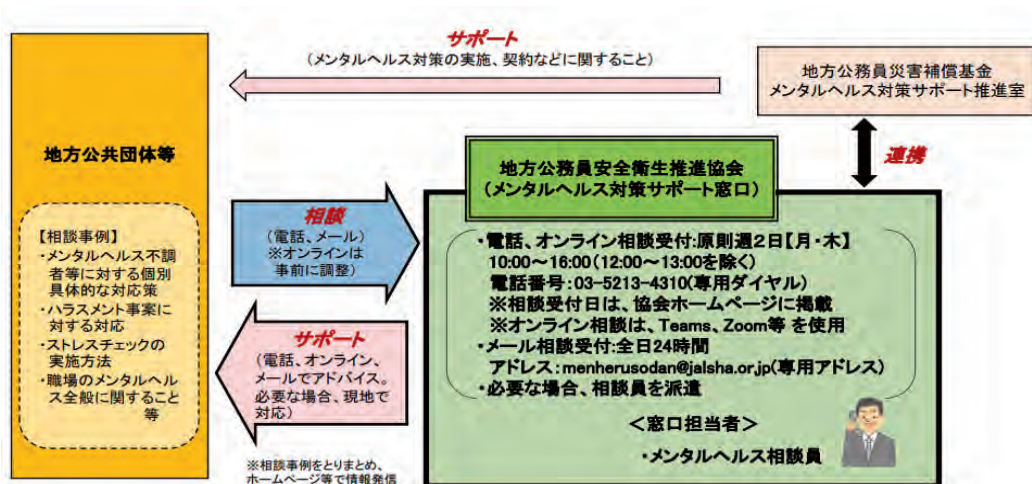 サポート
(メンタルヘルス対策の実施、契約などに関すること)
地方公務員災害補償基金
メンタルヘルス対策サポート推進室
連携
地方公共団体等
【相談事例】
・メンタルヘルス不調
者等に対する個別
具体的な対応策
・ハラスメント事案に
対する対応
・ストレスチェックの
実施方法
・職場のメンタルヘル
ス全般に関すること
等
相談
(電話、メール)
※オンラインは
事前に調整
サポート
(電話、オンライン、
メールでアドバイス。
必要な場合、現地で
対応)
※相談事例をとりまとめ、
ホームページ等で情報発信
地方公務員安全衛生推進協会
(メンタルヘルス対策サポート窓口)
・電話、オンライン相談受付:原則週2日【月・木】
10:00～16:00(12:00～13:00を除く)
電話番号:03-5213-4310(専用ダイヤル)
※相談受付日は、協会ホームページに掲載
※オンライン相談は、Teams、Zoom等 を使用
・メール相談受付:全日24時間
アドレス:menherusodan@jalsha.or.jp(専用アドレス)
・必要な場合、相談員を派遣
＜窓口担当者＞
・メンタルヘルス相談員